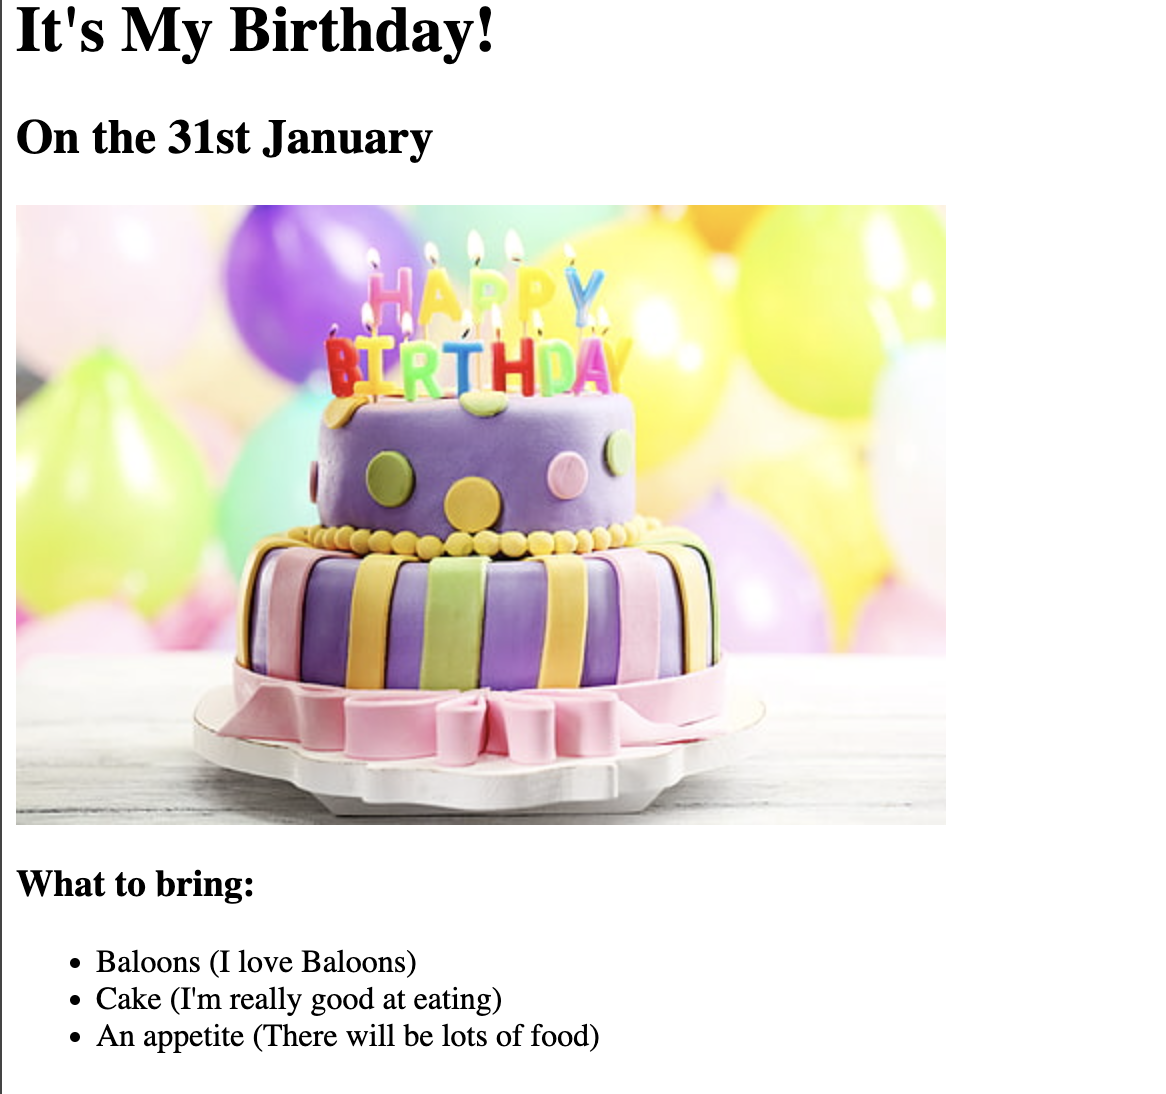 It's My Birthday!
On the 31st January
HAPPY
BIRTHDAY
What to bring:
Baloons (I love Baloons)
Cake (I'm really good at eating)
An appetite (There will be lots of food)